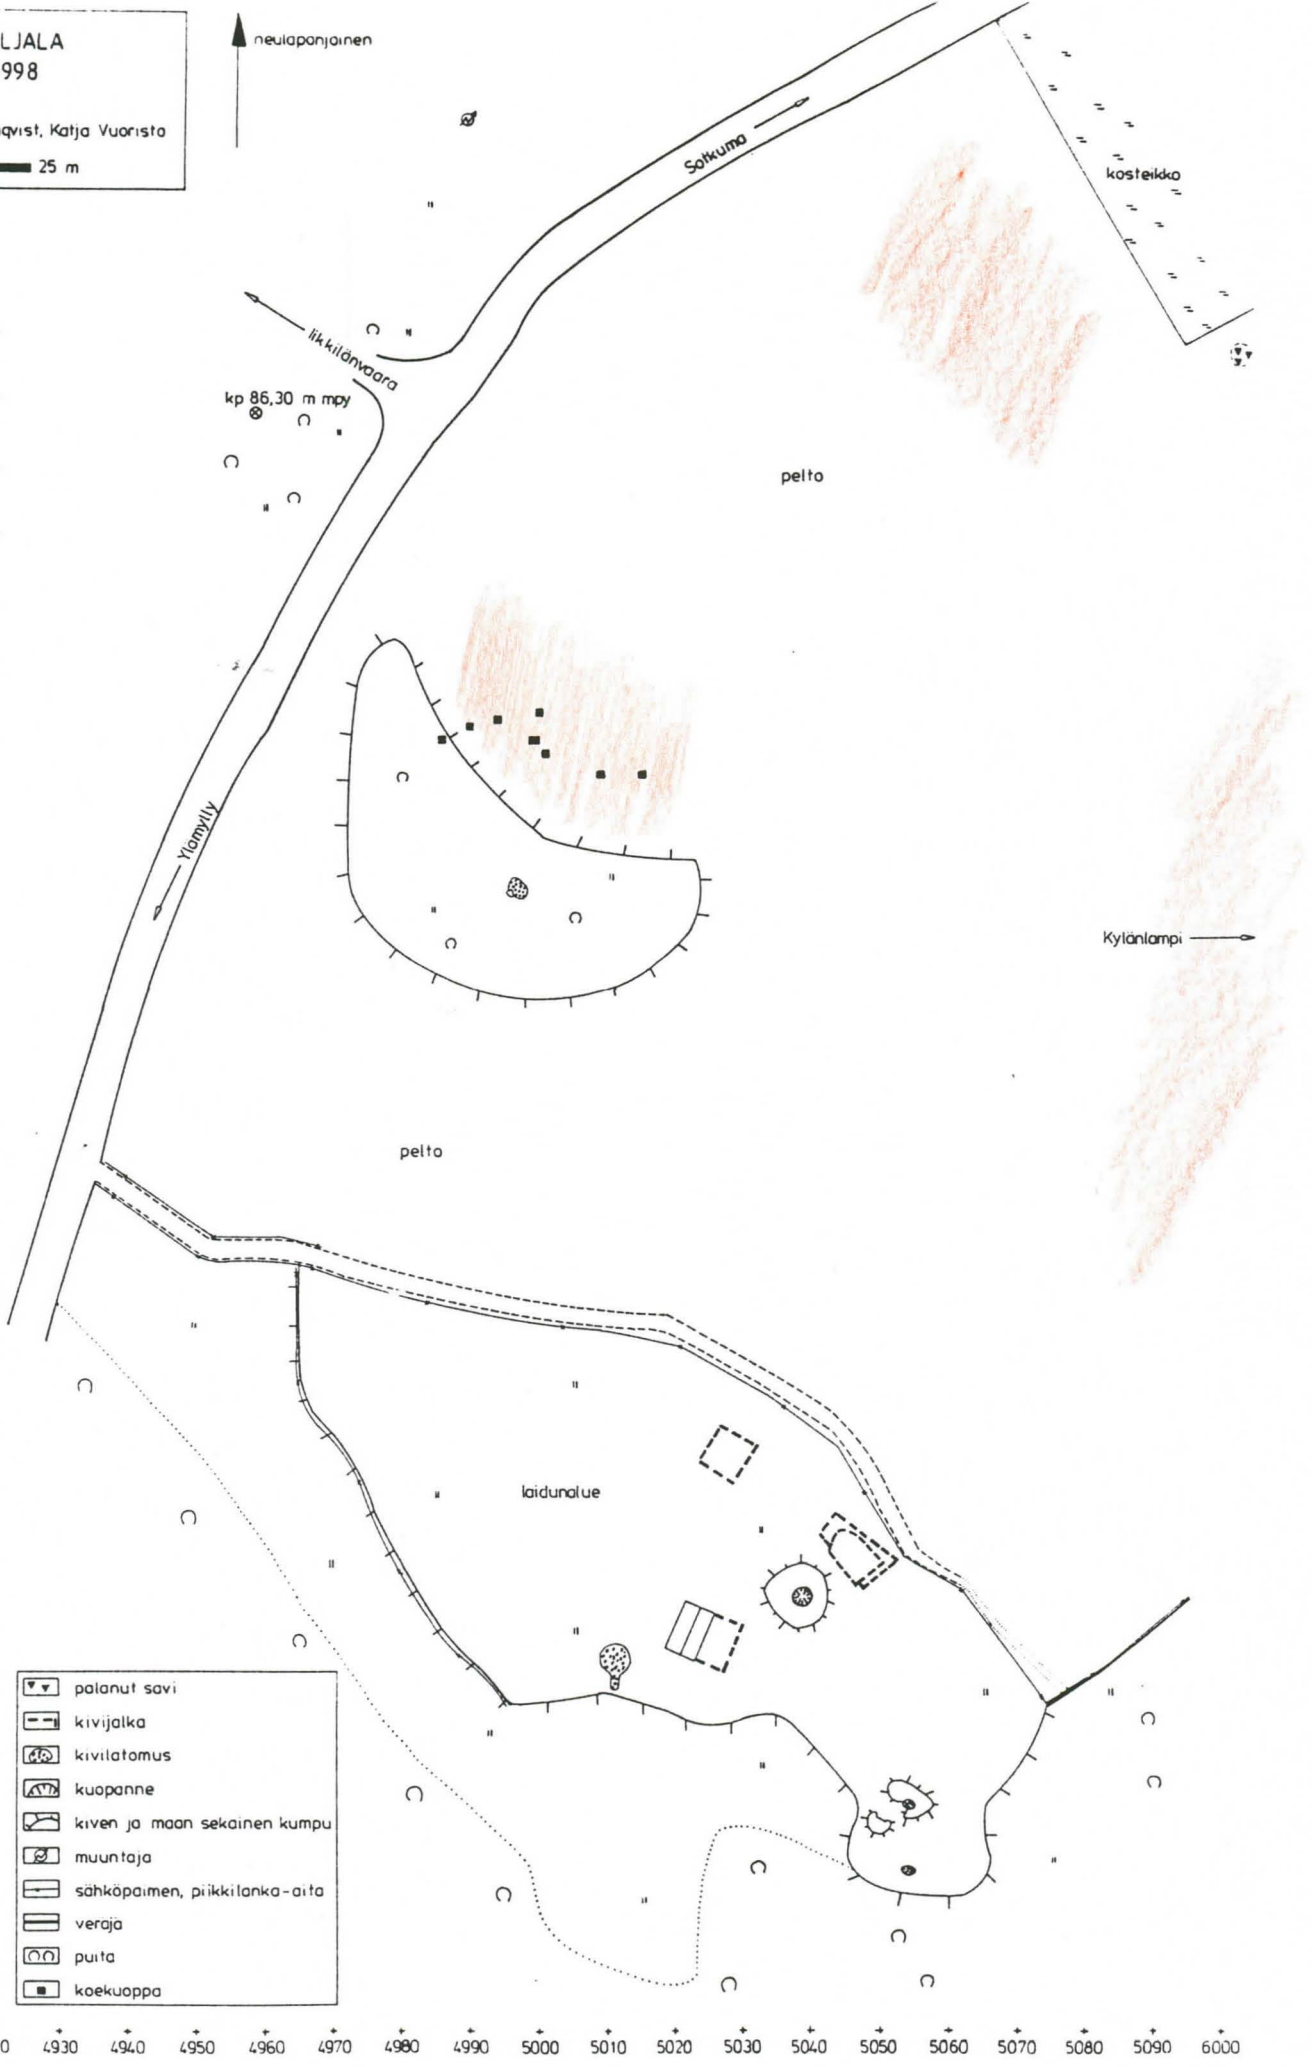 LJALA
998
qvist, Katja Vuoristo
25 m
neulapohjoinen
Sotkuma
kosteikko
Iikkilänvaara
kp 86,30 m mpy
pelto
Ylämylly
Kylänlampi
pelto
laidunalue
palanut savi
kivijalka
kivilatomus
kuopanne
kiven ja maan sekainen kumpu
muuntaja
sähköpaimen, piikkilanka-aita
veräjä
puita
koekuoppa
0 4930 4940 4950 4960 4970 4980 4990 5000 5010 5020 5030 5040 5050 5060 5070 5080 5090 6000